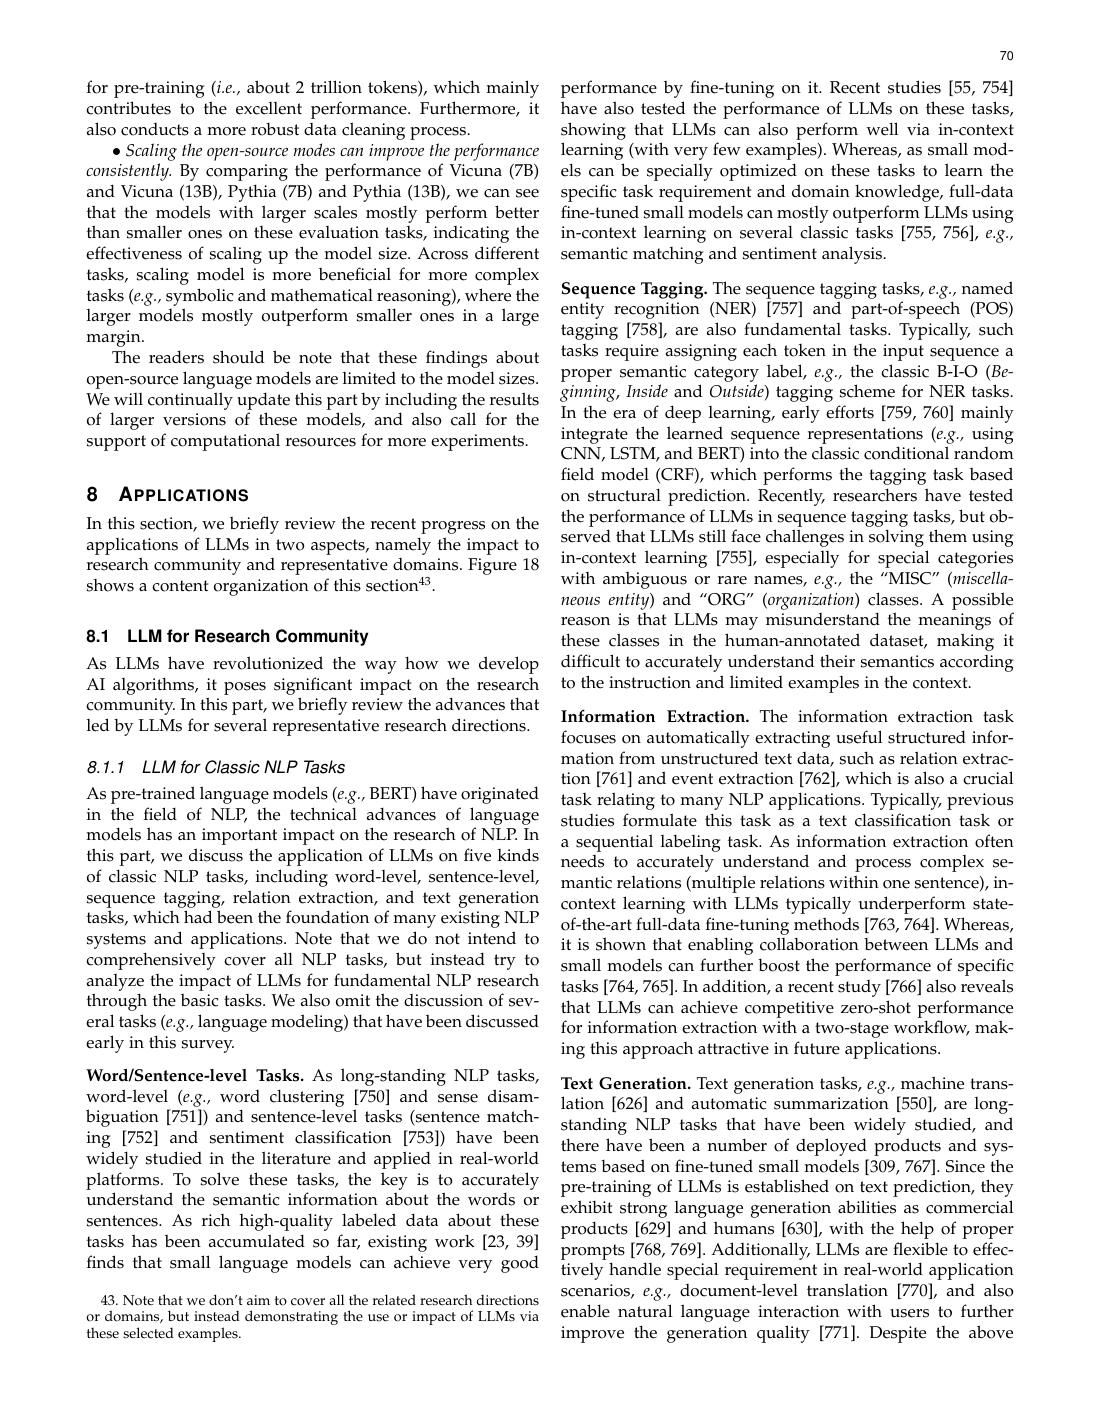 70
for pre-training (i.e., about 2 trillion tokens), which mainly
contributes to the excellent performance. Furthermore, it
also conducts a more robust data cleaning process.
• Scaling the open-source modes can improve the performance
consistently. By comparing the performance of Vicuna (7B)
and Vicuna (13B), Pythia (7B) and Pythia (13B), we can see
that the models with larger scales mostly perform better
than smaller ones on these evaluation tasks, indicating the
effectiveness of scaling up the model size. Across different
tasks, scaling model is more beneficial for more complex
tasks (e.g., symbolic and mathematical reasoning), where the
larger models mostly outperform smaller ones in a large
margin.
The readers should be note that these findings about
open-source language models are limited to the model sizes.
We will continually update this part by including the results
of larger versions of these models, and also call for the
support of computational resources for more experiments.
8 APPLICATIONS
In this section, we briefly review the recent progress on the
applications of LLMs in two aspects, namely the impact to
research community and representative domains. Figure 18
shows a content organization of this section43.
8.1 LLM for Research Community
As LLMs have revolutionized the way how we develop
AI algorithms, it poses significant impact on the research
community. In this part, we briefly review the advances that
led by LLMs for several representative research directions.
8.1.1 LLM for Classic NLP Tasks
As pre-trained language models (e.g., BERT) have originated
in the field of NLP, the technical advances of language
models has an important impact on the research of NLP. In
this part, we discuss the application of LLMs on five kinds
of classic NLP tasks, including word-level, sentence-level,
sequence tagging, relation extraction, and text generation
tasks, which had been the foundation of many existing NLP
systems and applications. Note that we do not intend to
comprehensively cover all NLP tasks, but instead try to
analyze the impact of LLMs for fundamental NLP research
through the basic tasks. We also omit the discussion of sev-
eral tasks (e.g., language modeling) that have been discussed
early in this survey.
Word/Sentence-level Tasks. As long-standing NLP tasks,
word-level (e.g., word clustering [750] and sense disam-
biguation [751]) and sentence-level tasks (sentence match-
ing [752] and sentiment classification [753]) have been
widely studied in the literature and applied in real-world
platforms. To solve these tasks, the key is to accurately
understand the semantic information about the words or
sentences. As rich high-quality labeled data about these
tasks has been accumulated so far, existing work [23, 39]
finds that small language models can achieve very good
43. Note that we don't aim to cover all the related research directions
or domains, but instead demonstrating the use or impact of LLMs via
these selected examples.
performance by fine-tuning on it. Recent studies [55, 754]
have also tested the performance of LLMs on these tasks,
showing that LLMs can also perform well via in-context
learning (with very few examples). Whereas, as small mod-
els can be specially optimized on these tasks to learn the
specific task requirement and domain knowledge, full-data
fine-tuned small models can mostly outperform LLMs using
in-context learning on several classic tasks [755, 756], e.g.,
semantic matching and sentiment analysis.
Sequence Tagging. The sequence tagging tasks, e.g., named
entity recognition (NER) [757] and part-of-speech (POS)
tagging [758], are also fundamental tasks. Typically, such
tasks require assigning each token in the input sequence a
proper semantic category label, e.g., the classic B-I-O (Be-
ginning, Inside and Outside) tagging scheme for NER tasks.
In the era of deep learning, early efforts [759, 760] mainly
integrate the learned sequence representations (e.g., using
CNN, LSTM, and BERT) into the classic conditional random
field model (CRF), which performs the tagging task based
on structural prediction. Recently, researchers have tested
the performance of LLMs in sequence tagging tasks, but ob-
served that LLMs still face challenges in solving them using
in-context learning [755], especially for special categories
with ambiguous or rare names, e.g., the “MISC” (miscella-
neous entity) and “ORG” (organization) classes. A possible
reason is that LLMs may misunderstand the meanings of
these classes in the human-annotated dataset, making it
difficult to accurately understand their semantics according
to the instruction and limited examples in the context.
Information Extraction. The information extraction task
focuses on automatically extracting useful structured infor-
mation from unstructured text data, such as relation extrac-
tion [761] and event extraction [762], which is also a crucial
task relating to many NLP applications. Typically, previous
studies formulate this task as a text classification task or
a sequential labeling task. As information extraction often
needs to accurately understand and process complex se-
mantic relations (multiple relations within one sentence), in-
context learning with LLMs typically underperform state-
of-the-art full-data fine-tuning methods [763, 764]. Whereas,
it is shown that enabling collaboration between LLMs and
small models can further boost the performance of specific
tasks [764, 765]. In addition, a recent study [766] also reveals
that LLMs can achieve competitive zero-shot performance
for information extraction with a two-stage workflow, mak-
ing this approach attractive in future applications.
Text Generation. Text generation tasks, e.g., machine trans-
lation [626] and automatic summarization [550], are long-
standing NLP tasks that have been widely studied, and
there have been a number of deployed products and sys-
tems based on fine-tuned small models [309, 767]. Since the
pre-training of LLMs is established on text prediction, they
exhibit strong language generation abilities as commercial
products [629] and humans [630], with the help of proper
prompts [768, 769]. Additionally, LLMs are flexible to effec-
tively handle special requirement in real-world application
scenarios, e.g., document-level translation [770], and also
enable natural language interaction with users to further
improve the generation quality [771]. Despite the above